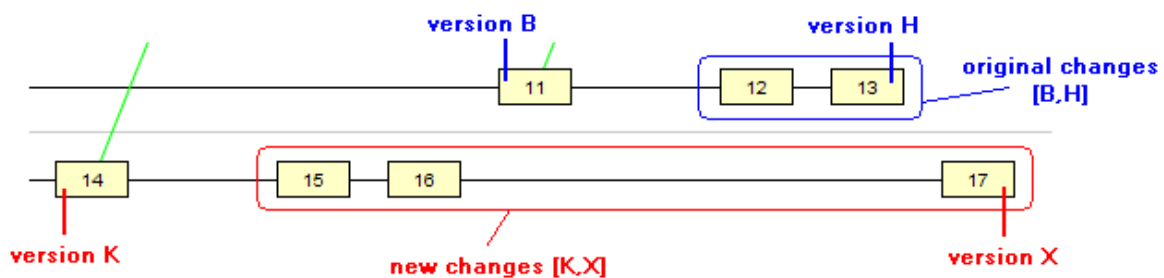 version B
version H
original changes
[B,H]
11
12
13
14
15
16
17
version K
new changes [K,X]
version X